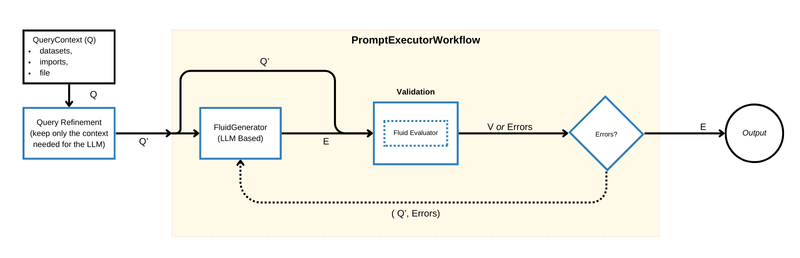 PromptExecutorWorkflow
QueryContext (Q)
• datasets,
• imports,
• file
Q
Query Refinement
(keep only the context
needed for the LLM)
Q'
Q'
FluidGenerator
(LLM Based)
E
Validation
Fluid Evaluator
V or Errors
Errors?
E
Output
( Q', Errors)